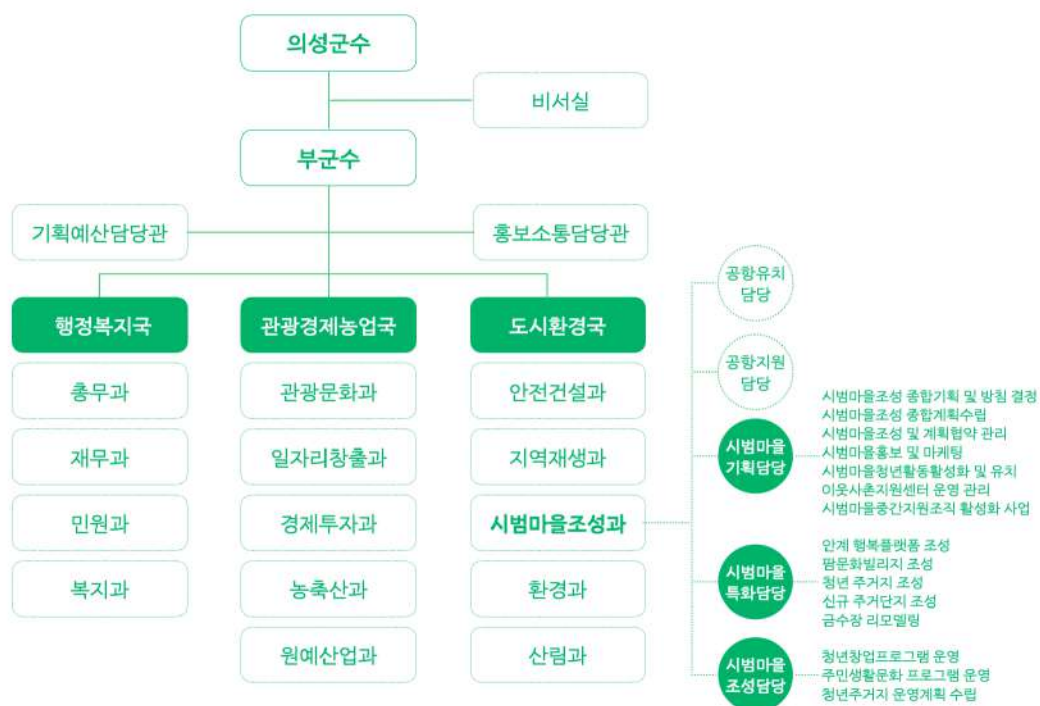 의성군수
비서실
부군수
기획예산담당관
홍보소통담당관
행정복지국
관광경제농업국
도시환경국
총무과
관광문화과
안전건설과
재무과
일자리창출과
지역재생과
민원과
경제투자과
시범마을조성과
복지과
농축산과
환경과
원예산업과
산림과
공항유치
담당
공항지원
담당
시범마을
기획담당
시범마을조성 종합기획 및 방침 결정
시범마을조성 종합계획수립
시범마을조성 및 계획협약 관리
시범마을홍보 및 마케팅
시범마을청년활동활성화 및 유치
이웃사촌지원센터 운영 관리
시범마을중간지원조직 활성화 사업
시범마을
특화담당
안계 행복플랫폼 조성
팜문화빌리지 조성
청년 주거지 조성
신규 주거단지 조성
금수장 리모델링
시범마을
조성담당
청년창업프로그램 운영
주민생활문화 프로그램 운영
청년주거지 운영계획 수립